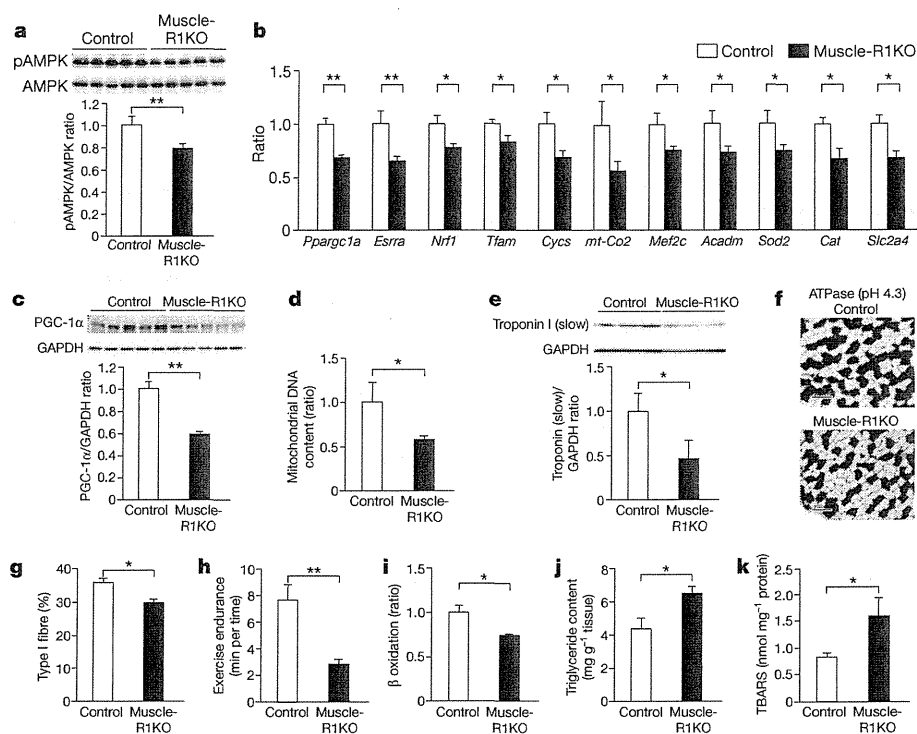 a
Control
Muscle-
R1KO
pAMPK
AMPK
**
pAMPK/AMPK ratio
1.2
1.0
0.8
0.6
0.4
0.2
0
Control Muscle-
R1KO
b
Control Muscle-R1KO
Ratio
1.5
1.0
0.5
0
** ** * * * * * * * * *
Ppargc1a Esrra Nrf1 Tfam Cycs mt-Co2 Mef2c Acadm Sod2 Cat Slc2a4
c
Control Muscle-R1KO
PGC-1α
GAPDH
**
PGC-1α/GAPDH ratio
1.2
1.0
0.8
0.6
0.4
0.2
0
Control Muscle-
R1KO
d
*
Mitochondrial DNA
content (ratio)
1.5
1.0
0.5
0
Control Muscle-
R1KO
e
Control Muscle-R1KO
Troponin I (slow)
GAPDH
*
Troponin (slow)/
GAPDH ratio
1.5
1.0
0.5
0
Control Muscle-
R1KO
f
ATPase (pH 4.3)
Control
Muscle-R1KO
g
*
Type I fibre (%)
40
30
20
10
0
Control Muscle-
R1KO
h
**
Exercise endurance
(min per time)
10
8
6
4
2
0
Control Muscle-
R1KO
i
*
β oxidation (ratio)
1.5
1.0
0.5
0
Control Muscle-
R1KO
j
*
Triglyceride content
(mg g⁻¹ tissue)
8
6
4
2
0
Control Muscle-
R1KO
k
*
TBARS (nmol mg⁻¹ protein)
2.5
2.0
1.5
1.0
0.5
0
Control Muscle-
R1KO